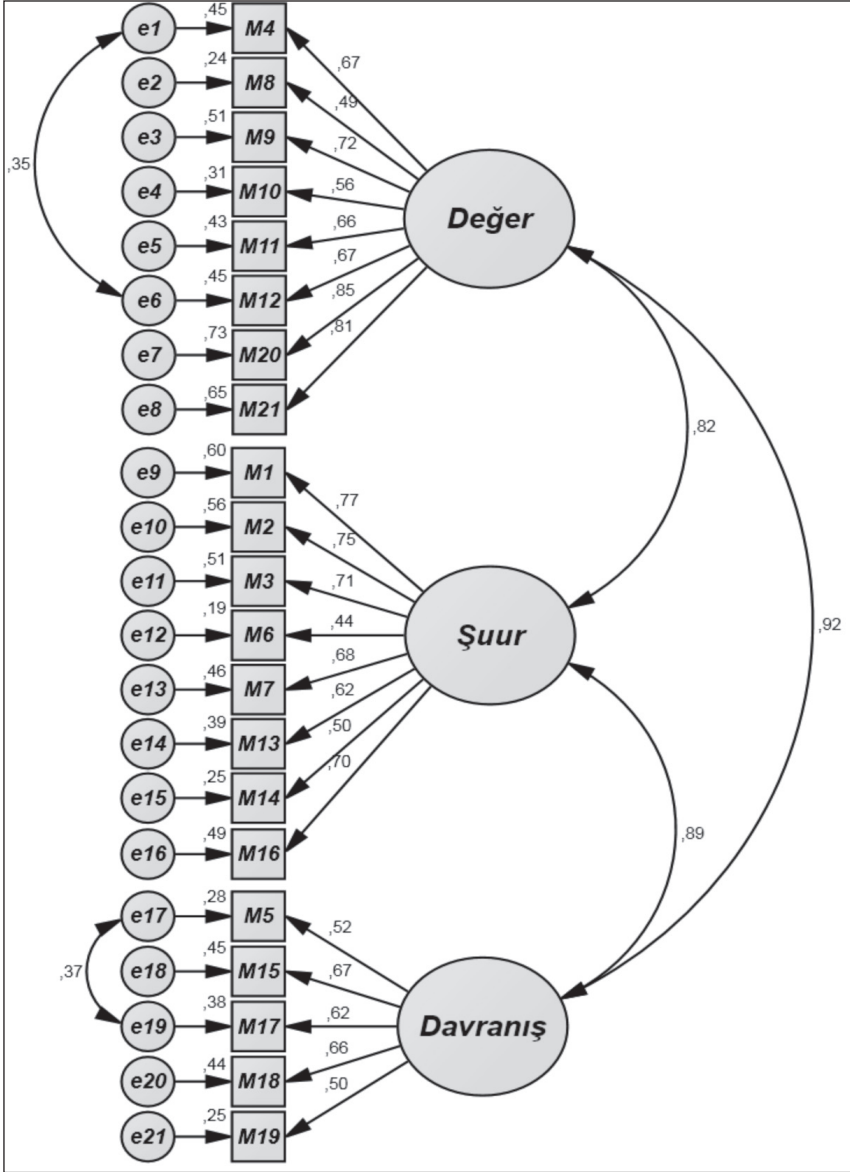 e1 ,45 M4 ,67
e2 ,24 M8 ,49
e3 ,51 M9 ,72
e4 ,31 M10 ,56
e5 ,43 M11 ,66
e6 ,45 M12 ,67
e7 ,73 M20 ,85
e8 ,65 M21 ,81
,35
Değer
e9 ,60 M1 ,77
e10 ,56 M2 ,75
e11 ,51 M3 ,71
e12 ,19 M6 ,44
e13 ,46 M7 ,68
e14 ,39 M13 ,62
e15 ,25 M14 ,50
e16 ,49 M16 ,70
Şuur
,82
,92
,89
e17 ,28 M5 ,52
e18 ,45 M15 ,67
e19 ,38 M17 ,62
e20 ,44 M18 ,66
e21 ,25 M19 ,50
,37
Davranış